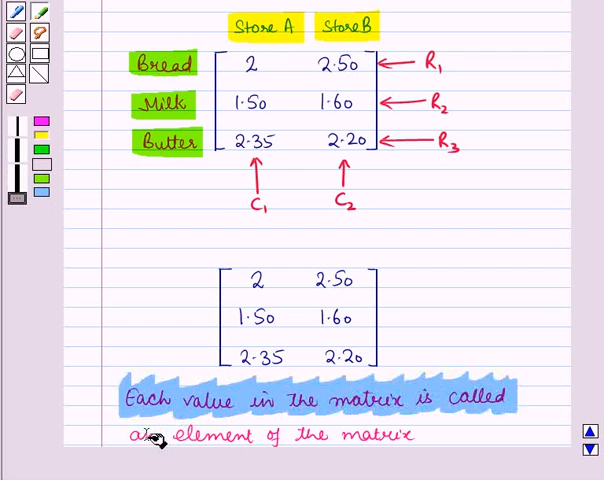 Store A Store B
Bread 2 2.50 R1
Milk 1.50 1.60 R2
Butter 2.35 2.20 R3
C1 C2
2 2.50
1.50 1.60
2.35 2.20
Each value in the matrix is called
an element of the matrix